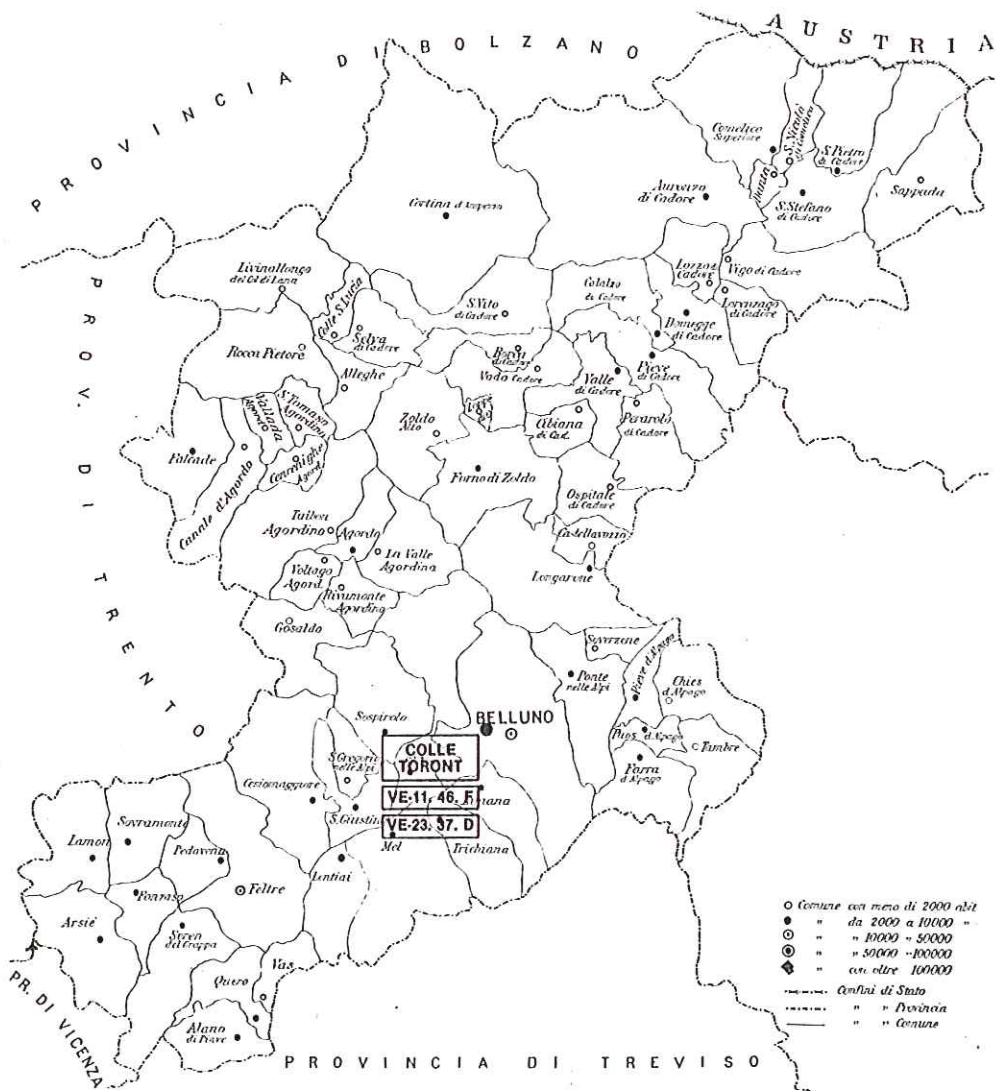 AUSTRIA
PROVINCIA DI BOLZANO
PROV. DI TRENTO
Comelico
Superiore
S. Nicolò
di Comelico
Danta
S. Pietro
di Cadore
Sappada
S. Stefano
di Cadore
Auronzo
di Cadore
Cortina d'Ampezzo
Livinallongo
del Col di Lana
Colle S. Lucia
Selva
di Cadore
S. Vito
di Cadore
Calalzo
di Cadore
Lozzo di
Cadore
Vigo di Cadore
Lorenzago
di Cadore
Domegge
di Cadore
Rocca Pietore
Alleghe
Borca
di Cadore
Vodo Cadore
Valle
di Cadore
Pieve
di Cadore
Perarolo
di Cadore
Cibiana
di Cad.
Zoldo
Alto
S. Tomaso
Agordino
Vallada
Agord.
Falcade
Canale d'Agordo
Cencenighe
Agord.
Forno di Zoldo
Ospitale
di Cadore
Castellavazzo
Longarone
Taibon
Agordino
Agordo
La Valle
Agordina
Voltago
Agord.
Rivamonte
Agordino
Gosaldo
Soverzene
Ponte
nelle Alpi
Pieve d'Alpago
Chies
d'Alpago
Puos d'Alpago
Tambre
Farra
d'Alpago
Sospirolo
BELLUNO
COLLE
TORONT
VE-11. 46. F
VE-23. 37. D
S. Gregorio
nelle Alpi
Cesiomaggiore
S. Giustina
Mel
Trichiana
Lentiai
Sovramonte
Lamon
Pedavena
Feltre
Fonzaso
Arsiè
Seren
del Grappa
Vas
Quero
Alano
di Piave
PR. DI VICENZA
PROVINCIA DI TREVISO
Comune con meno di 2000 abit.
" da 2000 a 10000 "
" " 10000 " 50000
" " 50000 " 100000
" con oltre 100000
Confini di Stato
" " Provincia
" " Comune